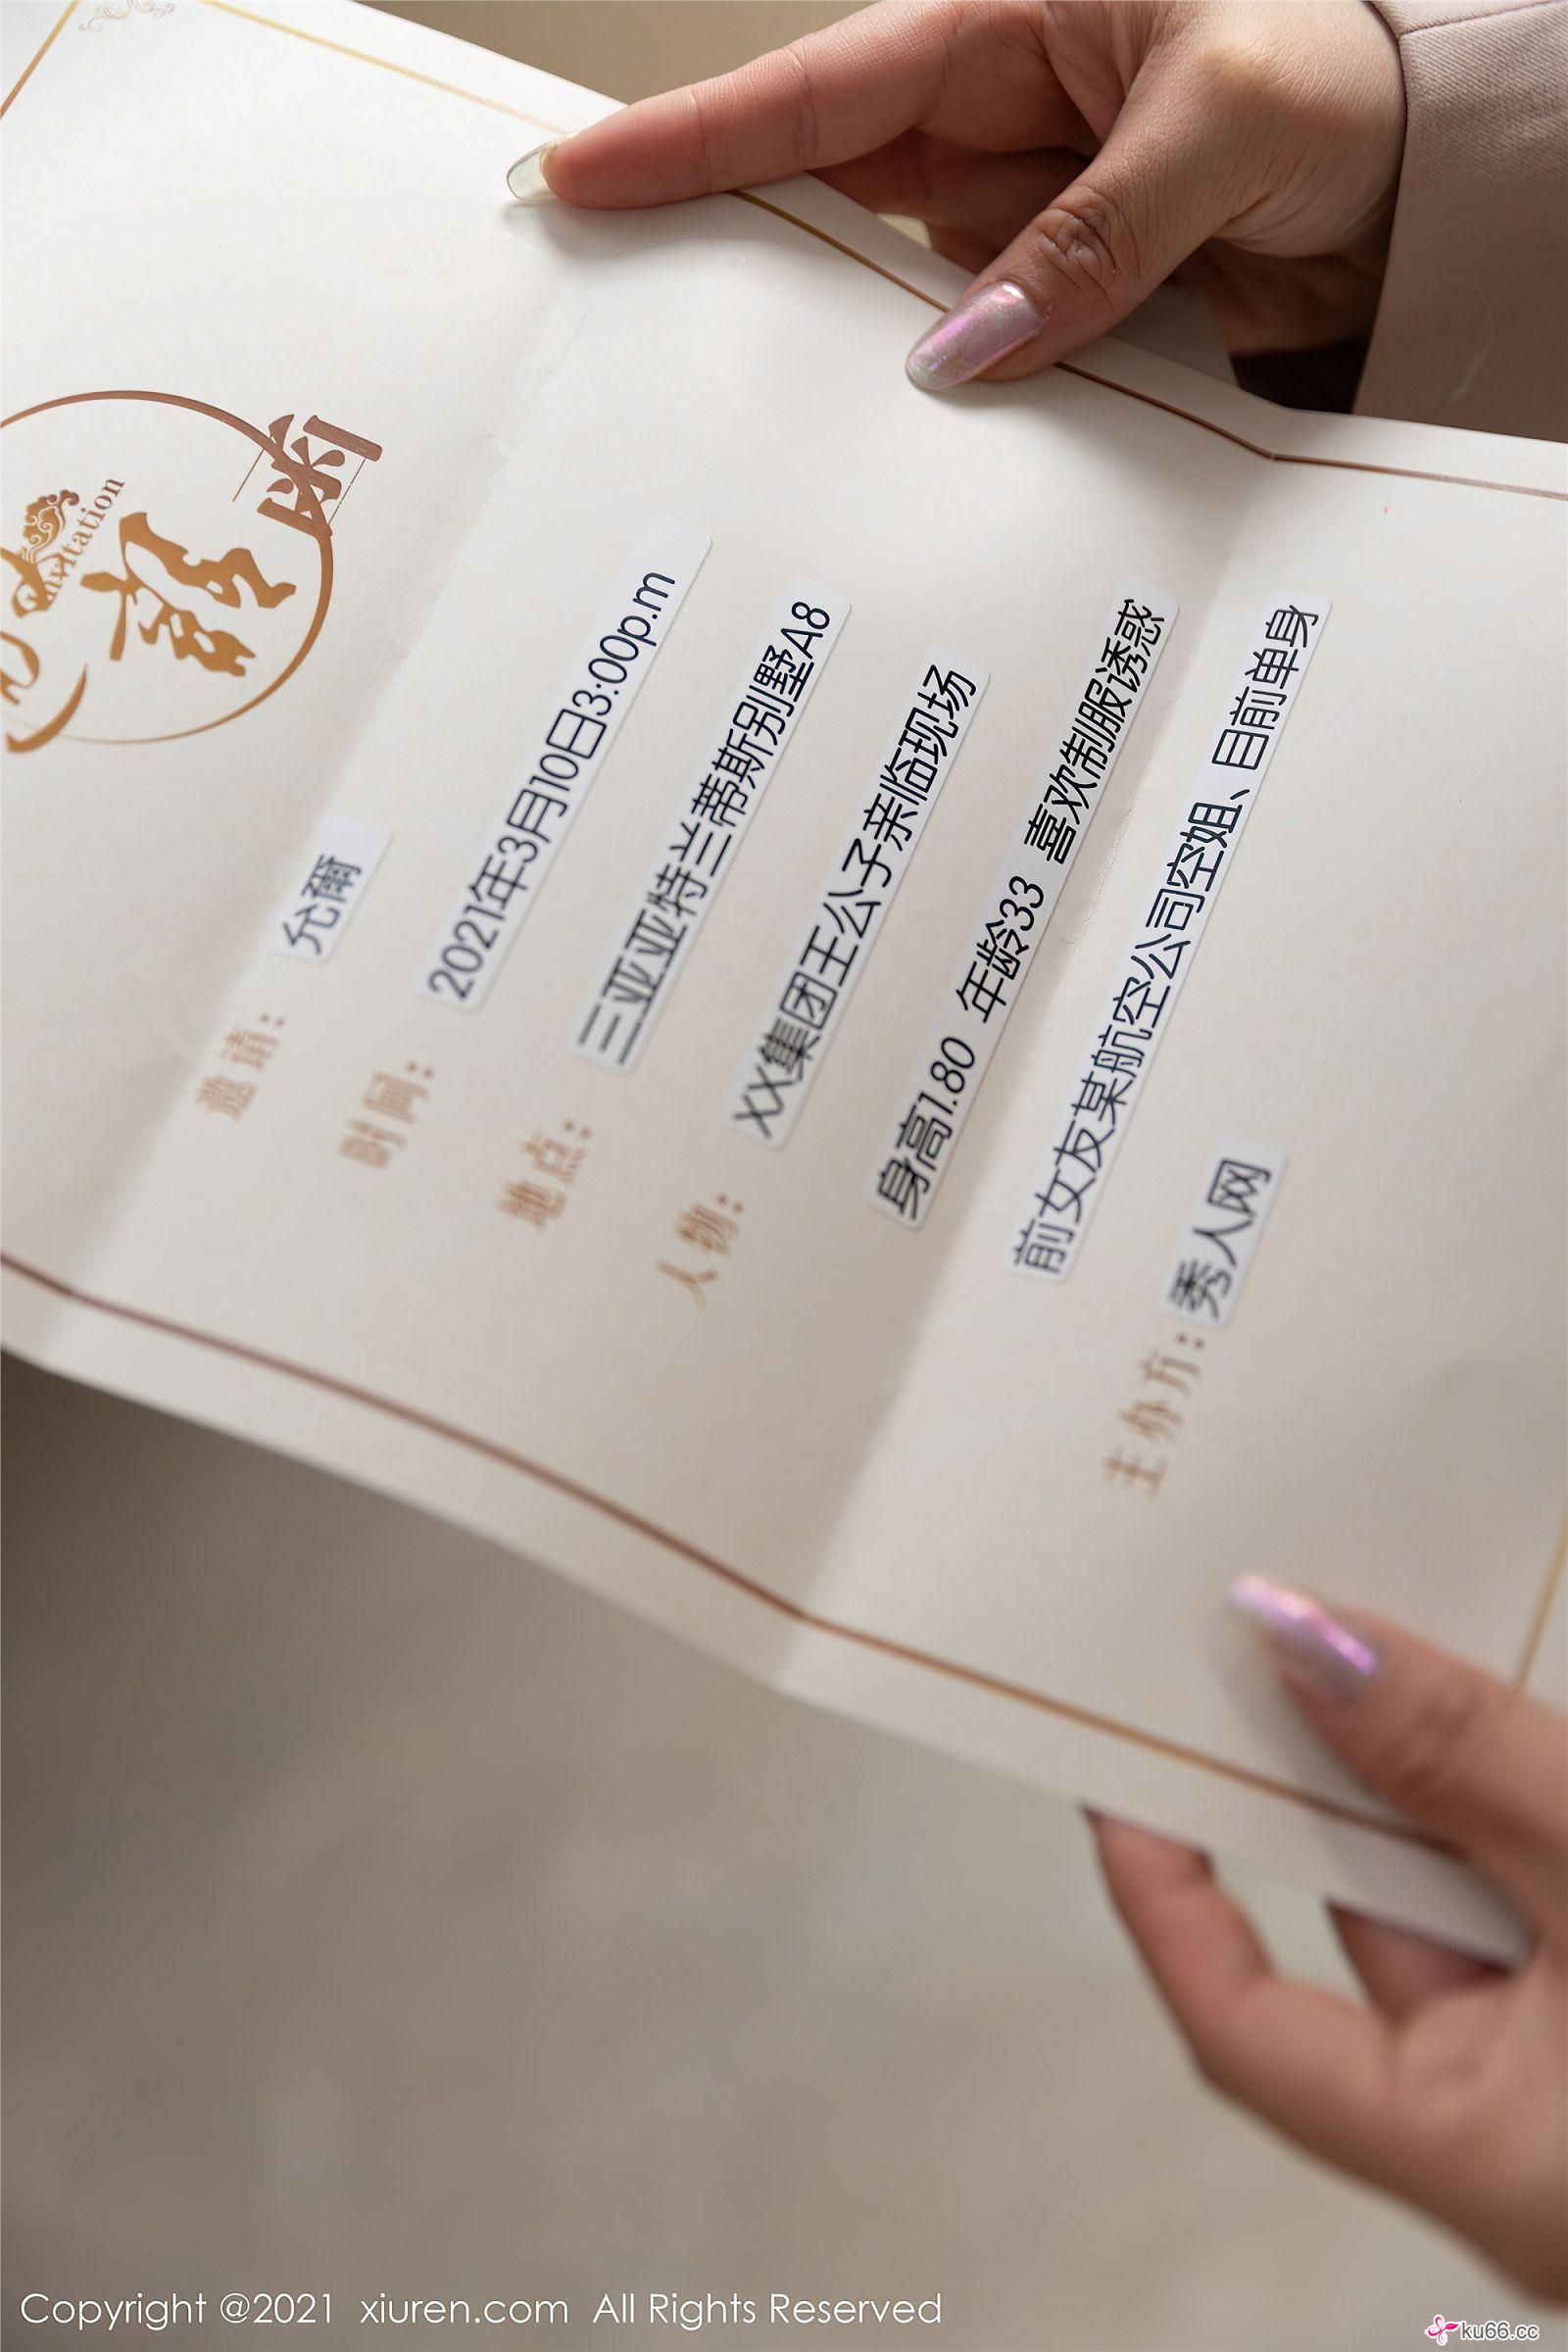 邀请函
Invitation
邀请：允爾
时间：2021年3月10日3:00p.m
地点：三亚亚特兰蒂斯别墅A8
人物：XX集团王公子亲临现场
身高1.80 年龄33 喜欢制服诱惑
前女友某航空公司空姐、目前单身
主办方：秀人网
Copyright @2021 xiuren.com All Rights Reserved
ku66.cc